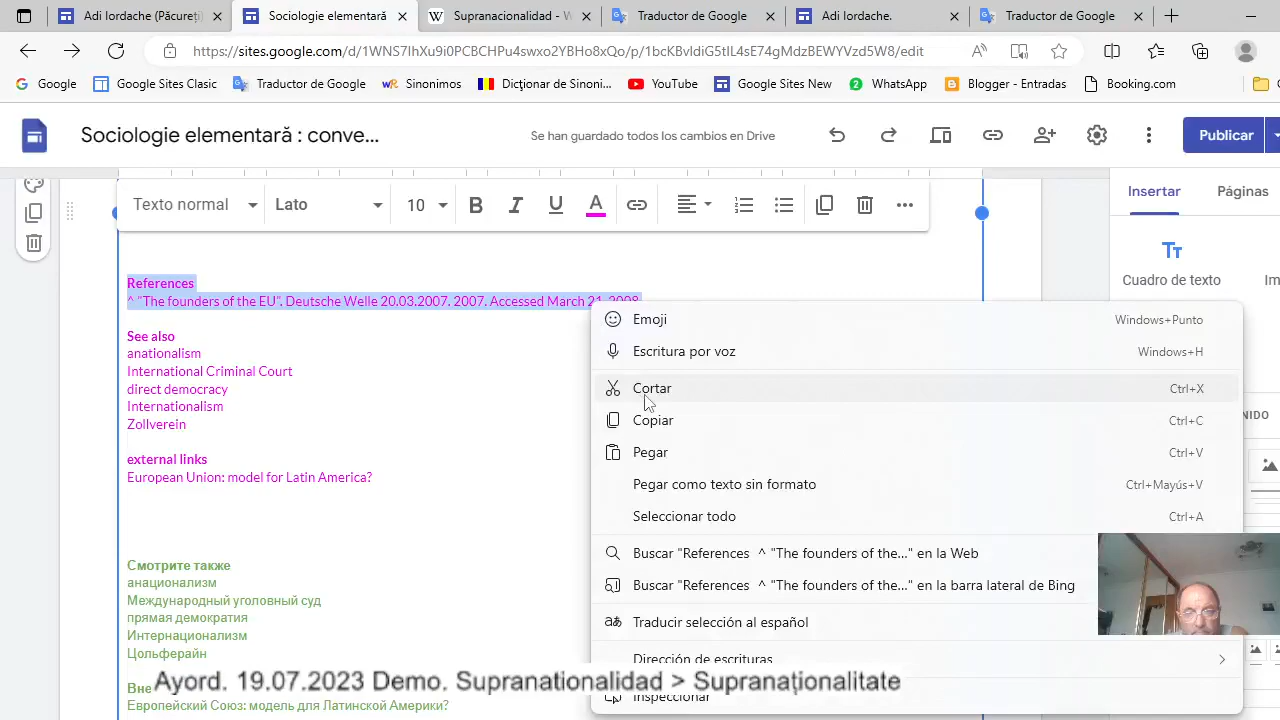 Adi Iordache (Păcureț
Sociologie elementară
Supranacionalidad - W
Traductor de Google
Adi Iordache.
Traductor de Google
https://sites.google.com/d/1WNS7IhXu9i0PCBCHPu4swxo2YBHo8xQo/p/1bcKBvldiG5tIL4sE74gMdzBEWYVzd5W8/edit
Google
Google Sites Clasic
Traductor de Google
Sinonimos
Dicționar de Sinoni...
YouTube
Google Sites New
WhatsApp
Blogger - Entradas
Booking.com
Sociologie elementară : conve...
Se han guardado todos los cambios en Drive
Publicar
Insertar
Páginas
Texto normal
Lato
10
Cuadro de texto
References
^ "The founders of the EU". Deutsche Welle 20.03.2007. 2007. Accessed March 21, 2008
See also
anationalism
International Criminal Court
direct democracy
Internationalism
Zollverein
external links
European Union: model for Latin America?
Emoji Windows+Punto
Escritura por voz Windows+H
Cortar Ctrl+X
Copiar Ctrl+C
Pegar Ctrl+V
Pegar como texto sin formato Ctrl+Mayús+V
Seleccionar todo Ctrl+A
Buscar "References ^ "The founders of the..." en la Web
Buscar "References ^ "The founders of the..." en la barra lateral de Bing
Traducir selección al español
Dirección de escrituras
Inspeccionar
Смотрите также
анационализм
Международный уголовный суд
прямая демократия
Интернационализм
Цольферайн
Ayord. 19.07.2023 Demo. Supranationalidad > Supranaționalitate
Европейский Союз: модель для Латинской Америки?